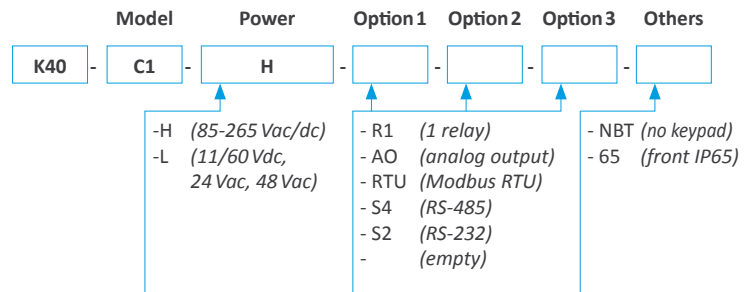 Model Power Option 1 Option 2 Option 3 Others
K40 - C1 - H - - - -
-H (85-265 Vac/dc)
-L (11/60 Vdc,
24 Vac, 48 Vac)
- R1 (1 relay)
- AO (analog output)
- RTU (Modbus RTU)
- S4 (RS-485)
- S2 (RS-232)
- (empty)
- NBT (no keypad)
- 65 (front IP65)